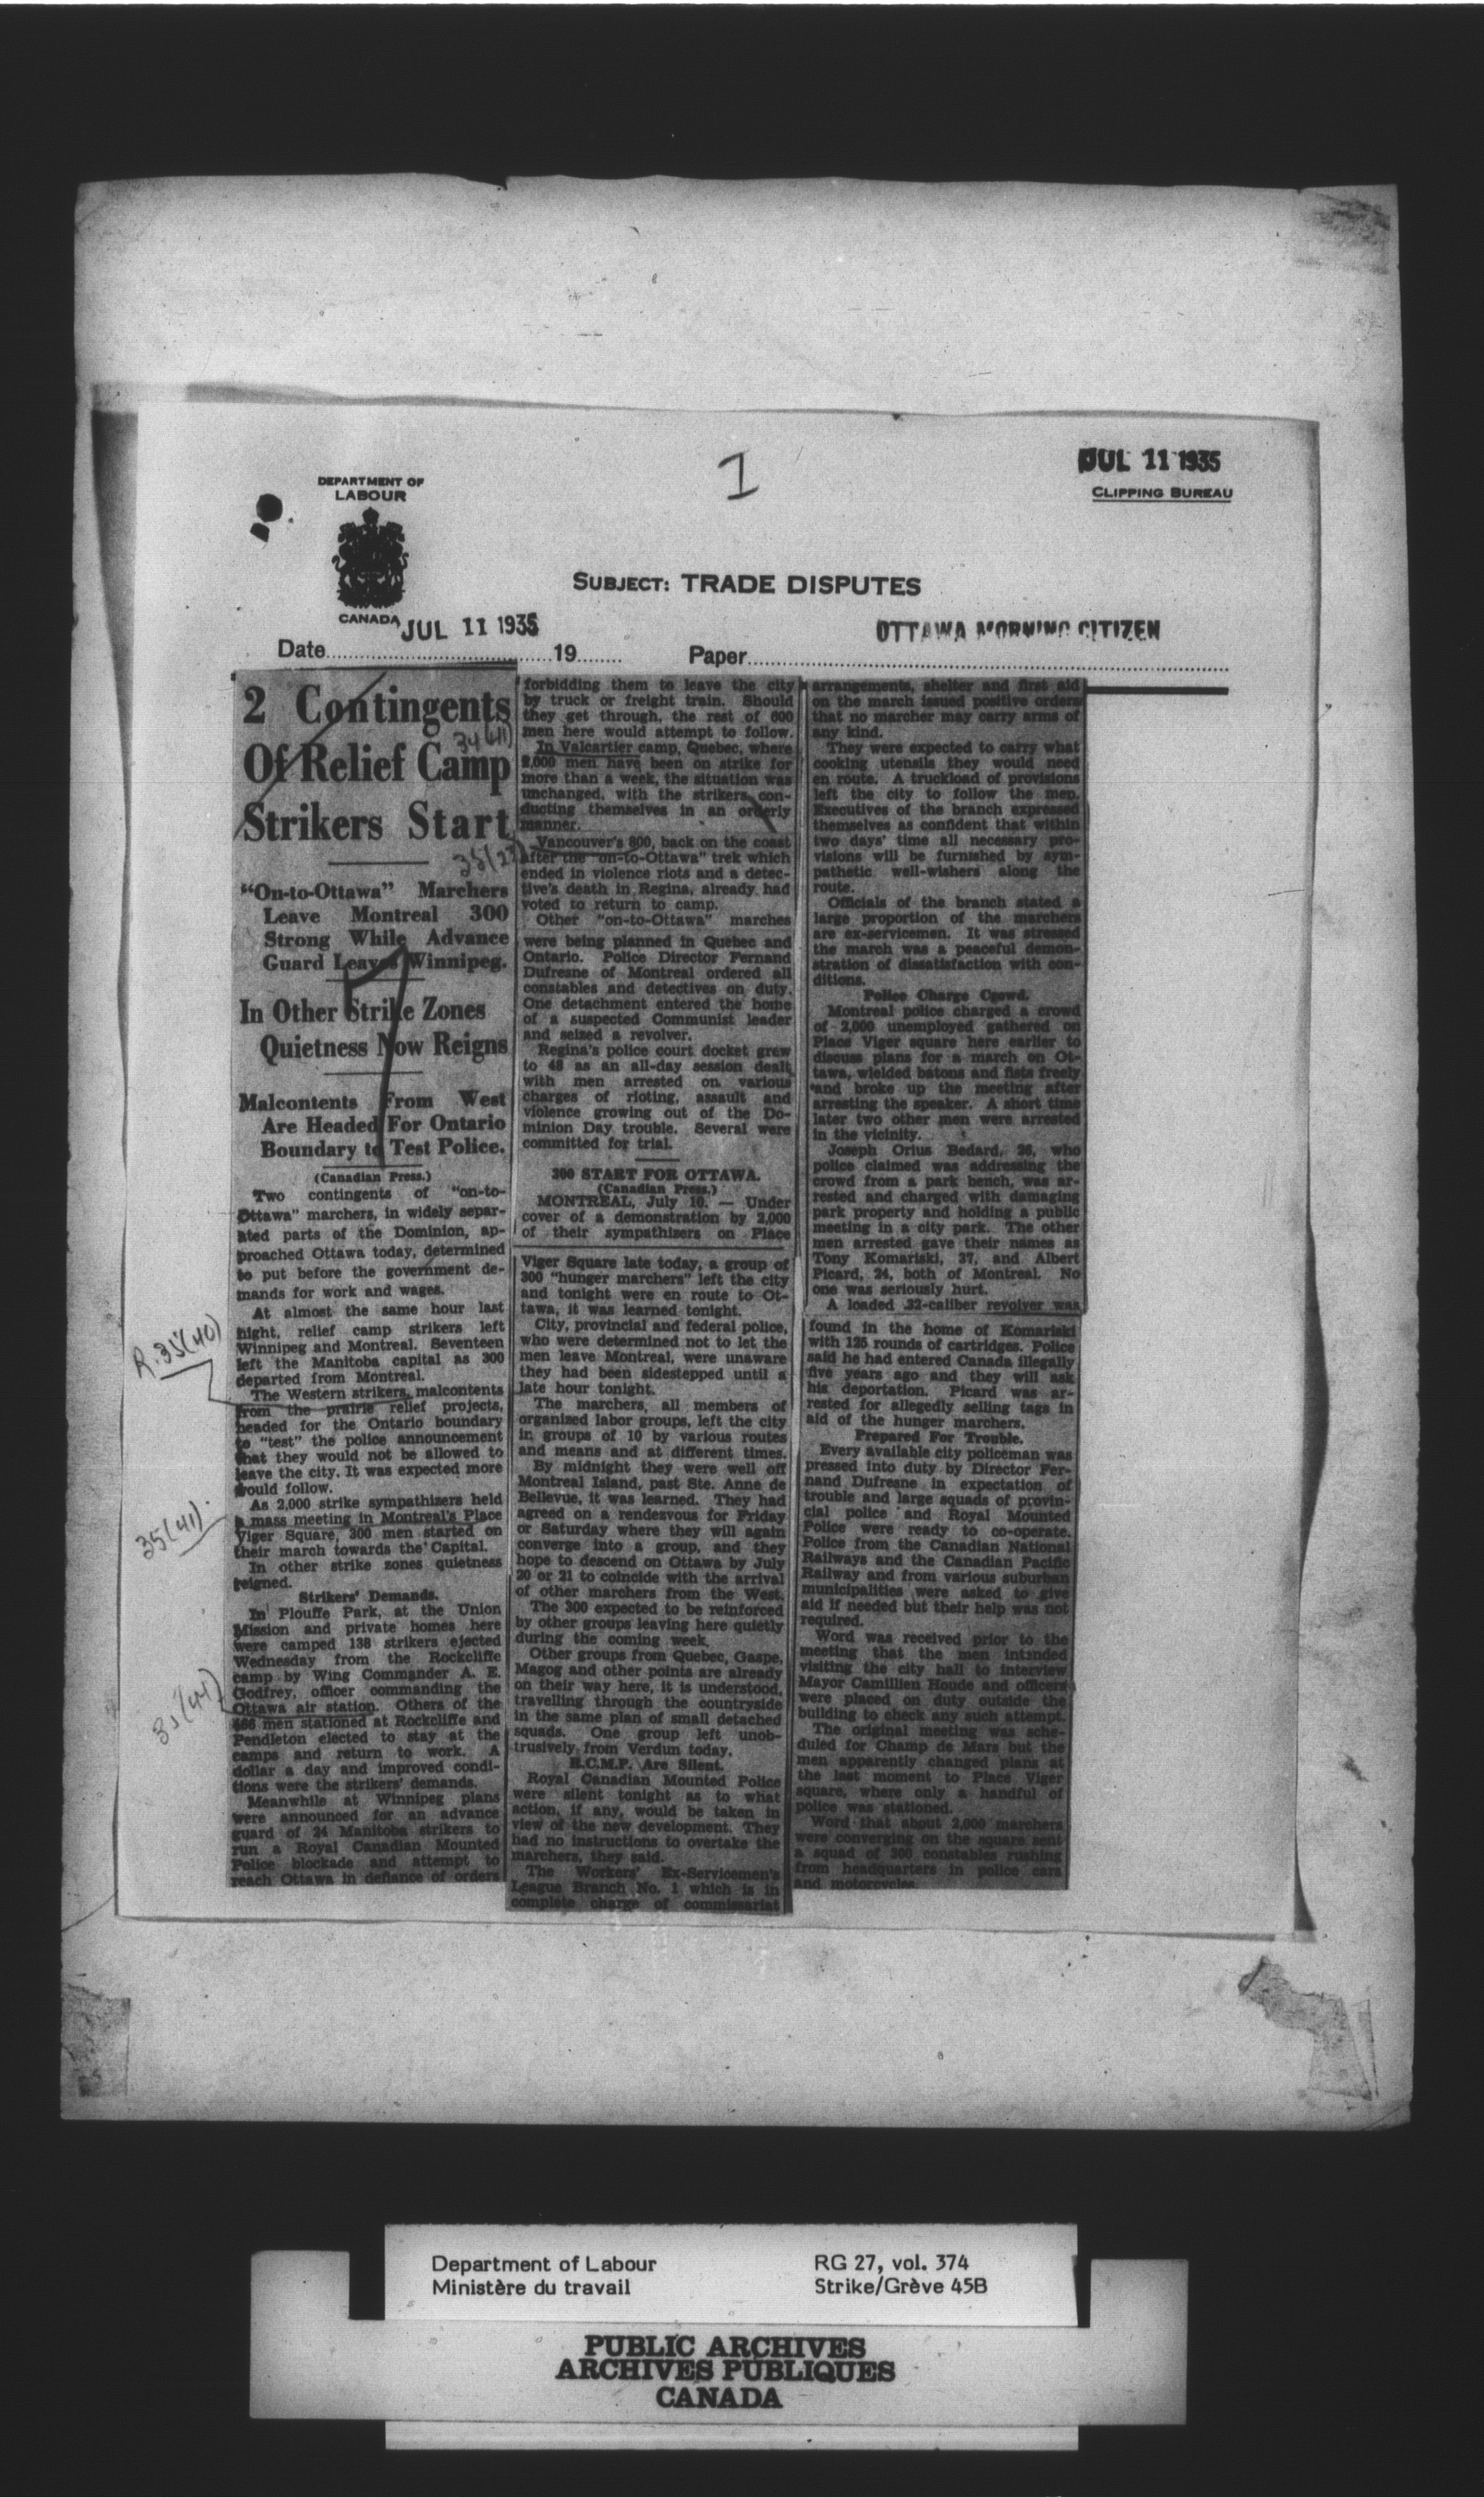 JUL 11 1935
CLIPPING BUREAU
DEPARTMENT OF
LABOUR
CANADA
1
SUBJECT: TRADE DISPUTES
JUL 11 1935
OTTAWA MORNING CITIZEN
Date 19 Paper
2 Contingents
34(41)
Of Relief Camp
Strikers Start
35(27)
"On-to-Ottawa" Marchers
Leave Montreal 300
Strong While Advance
Guard Leaves Winnipeg.
In Other Strike Zones
Quietness Now Reigns
Malcontents From West
Are Headed For Ontario
Boundary to Test Police.
(Canadian Press.)
Two contingents of "on-to-
Ottawa" marchers, in widely separ-
ated parts of the Dominion, ap-
proached Ottawa today, determined
to put before the government de-
mands for work and wages.
At almost the same hour last
night, relief camp strikers left
Winnipeg and Montreal. Seventeen
left the Manitoba capital as 300
departed from Montreal.
R.35(40)
The Western strikers, malcontents
from the prairie relief projects,
headed for the Ontario boundary
to "test" the police announcement
that they would not be allowed to
leave the city. It was expected more
would follow.
As 2,000 strike sympathizers held
35(41)
a mass meeting in Montreal's Place
Viger Square, 300 men started on
their march towards the Capital.
In other strike zones quietness
reigned.
Strikers' Demands.
In Plouffe Park, at the Union
Mission and private homes here
were camped 138 strikers ejected
Wednesday from the Rockcliffe
camp by Wing Commander A. E.
Godfrey, officer commanding the
35(41)
Ottawa air station. Others of the
466 men stationed at Rockcliffe and
Pendleton elected to stay at the
camps and return to work. A
dollar a day and improved condi-
tions were the strikers' demands.
Meanwhile at Winnipeg plans
were announced for an advance
guard of 24 Manitoba strikers to
run a Royal Canadian Mounted
Police blockade and attempt to
reach Ottawa in defiance of orders
forbidding them to leave the city
by truck or freight train. Should
they get through, the rest of 600
men here would attempt to follow.
In Valcartier camp, Quebec, where
2,000 men have been on strike for
more than a week, the situation was
unchanged, with the strikers con-
ducting themselves in an orderly
manner.
Vancouver's 800, back on the coast
after the "on-to-Ottawa" trek which
ended in violence riots and a detec-
tive's death in Regina, already had
voted to return to camp.
Other "on-to-Ottawa" marches
were being planned in Quebec and
Ontario. Police Director Fernand
Dufresne of Montreal ordered all
constables and detectives on duty.
One detachment entered the home
of a suspected Communist leader
and seized a revolver.
Regina's police court docket grew
to 48 as an all-day session dealt
with men arrested on various
charges of rioting, assault and
violence growing out of the Do-
minion Day trouble. Several were
committed for trial.
300 START FOR OTTAWA.
(Canadian Press.)
MONTREAL, July 10. — Under
cover of a demonstration by 2,000
of their sympathizers on Place
Viger Square late today, a group of
300 "hunger marchers" left the city
and tonight were en route to Ot-
tawa, it was learned tonight.
City, provincial and federal police,
who were determined not to let the
men leave Montreal, were unaware
they had been sidestepped until a
late hour tonight.
The marchers, all members of
organized labor groups, left the city
in groups of 10 by various routes
and means and at different times.
By midnight they were well off
Montreal Island, past Ste. Anne de
Bellevue, it was learned. They had
agreed on a rendezvous for Friday
or Saturday where they will again
converge into a group, and they
hope to descend on Ottawa by July
20 or 21 to coincide with the arrival
of other marchers from the West.
The 300 expected to be reinforced
by other groups leaving here quietly
during the coming week.
Other groups from Quebec, Gaspe,
Magog and other points are already
on their way here, it is understood,
travelling through the countryside
in the same plan of small detached
squads. One group left unob-
trusively from Verdun today.
R.C.M.P. Are Silent.
Royal Canadian Mounted Police
were silent tonight as to what
action, if any, would be taken in
view of the new development. They
had no instructions to overtake the
marchers, they said.
The Workers' Ex-Servicemen's
League Branch No. 1 which is in
complete charge of commissariat
arrangements, shelter and first aid
on the march issued positive orders
that no marcher may carry arms of
any kind.
They were expected to carry what
cooking utensils they would need
en route. A truckload of provisions
left the city to follow the men.
Executives of the branch expressed
themselves as confident that within
two days' time all necessary pro-
visions will be furnished by sym-
pathetic well-wishers along the
route.
Officials of the branch stated a
large proportion of the marchers
are ex-servicemen. It was stressed
the march was a peaceful demon-
stration of dissatisfaction with con-
ditions.
Police Charge Crowd.
Montreal police charged a crowd
of 2,000 unemployed gathered on
Place Viger square here earlier to
discuss plans for a march on Ot-
tawa, wielded batons and fists freely
and broke up the meeting after
arresting the speaker. A short time
later two other men were arrested
in the vicinity.
Joseph Orius Bedard, 26, who
police claimed was addressing the
crowd from a park bench, was ar-
rested and charged with damaging
park property and holding a public
meeting in a city park. The other
men arrested gave their names as
Tony Komariski, 37, and Albert
Picard, 24, both of Montreal. No
one was seriously hurt.
A loaded .32-caliber revolver was
found in the home of Komariski
with 125 rounds of cartridges. Police
said he had entered Canada illegally
five years ago and they will ask
his deportation. Picard was ar-
rested for allegedly selling tags in
aid of the hunger marchers.
Prepared For Trouble.
Every available city policeman was
pressed into duty by Director Fer-
nand Dufresne in expectation of
trouble and large squads of provin-
cial police and Royal Mounted
Police were ready to co-operate.
Police from the Canadian National
Railways and the Canadian Pacific
Railway and from various suburban
municipalities were asked to give
aid if needed but their help was not
required.
Word was received prior to the
meeting that the men intended
visiting the city hall to interview
Mayor Camillien Houde and officers
were placed on duty outside the
building to check any such attempt.
The original meeting was sche-
duled for Champ de Mars but the
men apparently changed plans at
the last moment to Place Viger
square, where only a handful of
police was stationed.
Word that about 2,000 marchers
were converging on the square sent
a squad of 300 constables rushing
from headquarters in police cars
and motorcycles.
Department of Labour
Ministère du travail
RG 27, vol. 374
Strike/Grève 45B
PUBLIC ARCHIVES
ARCHIVES PUBLIQUES
CANADA